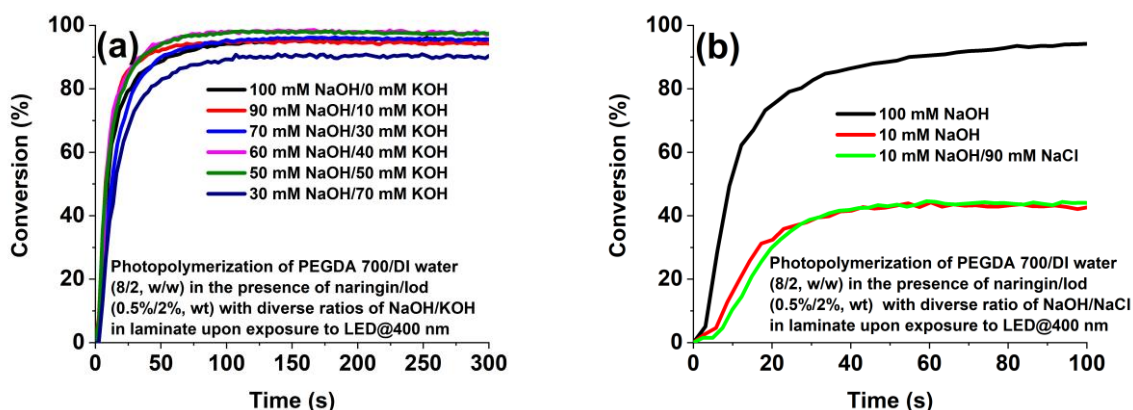 (a)
Conversion (%)
100
80
60
40
20
0
100 mM NaOH/0 mM KOH
90 mM NaOH/10 mM KOH
70 mM NaOH/30 mM KOH
60 mM NaOH/40 mM KOH
50 mM NaOH/50 mM KOH
30 mM NaOH/70 mM KOH
Photopolymerization of PEGDA 700/DI water
(8/2, w/w) in the presence of naringin/Iod
(0.5%/2%, wt) with diverse ratios of NaOH/KOH
in laminate upon exposure to LED@400 nm
0 50 100 150 200 250 300
Time (s)
(b)
Conversion (%)
100
80
60
40
20
0
100 mM NaOH
10 mM NaOH
10 mM NaOH/90 mM NaCl
Photopolymerization of PEGDA 700/DI water
(8/2, w/w) in the presence of naringin/Iod
(0.5%/2%, wt) with diverse ratio of NaOH/NaCl
in laminate upon exposure to LED@400 nm
0 20 40 60 80 100
Time (s)